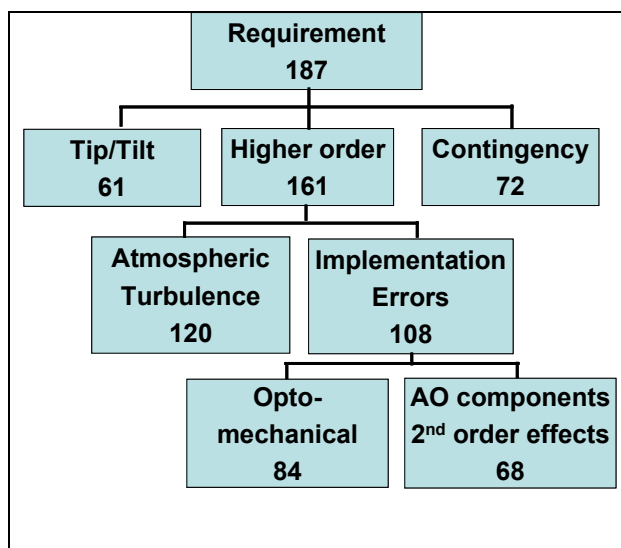 Requirement
187
Tip/Tilt
61
Higher order
161
Contingency
72
Atmospheric
Turbulence
120
Implementation
Errors
108
Opto-
mechanical
84
AO components
2nd order effects
68